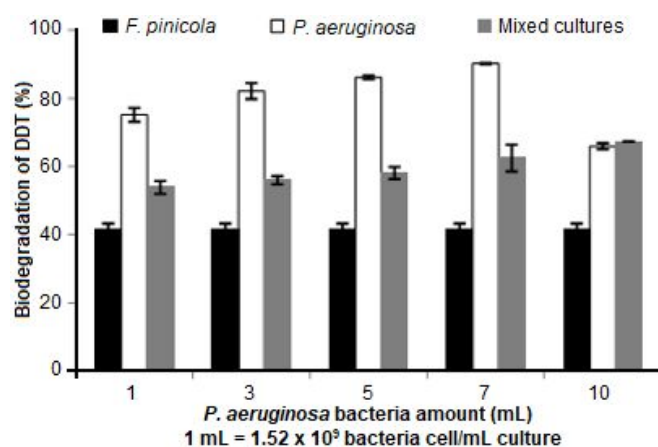 100
F. pinicola P. aeruginosa Mixed cultures
80
60
40
20
0
Biodegradation of DDT (%)
1 3 5 7 10
P. aeruginosa bacteria amount (mL)
1 mL = 1.52 x 10⁹ bacteria cell/mL culture